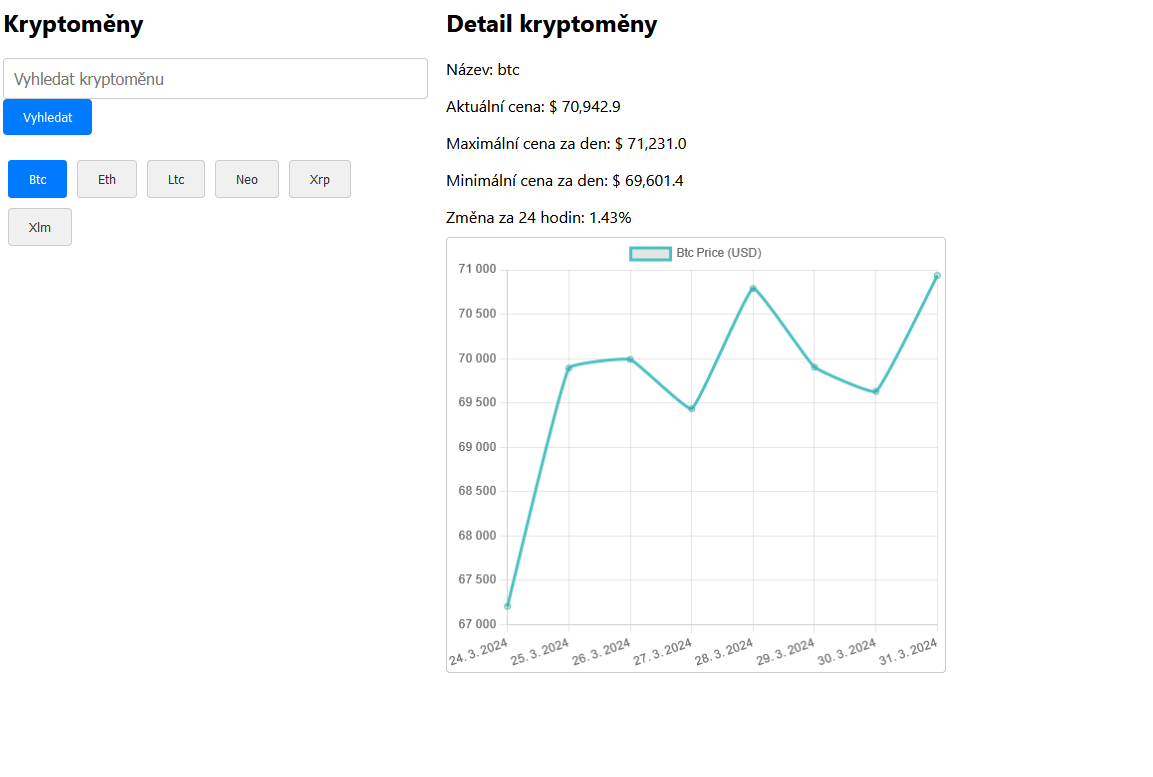 Kryptoměny
Vyhledat kryptoměnu
Vyhledat
Btc Eth Ltc Neo Xrp
Xlm
Detail kryptoměny
Název: btc
Aktuální cena: $ 70,942.9
Maximální cena za den: $ 71,231.0
Minimální cena za den: $ 69,601.4
Změna za 24 hodin: 1.43%
Btc Price (USD)
71 000
70 500
70 000
69 500
69 000
68 500
68 000
67 500
67 000
24. 3. 2024 25. 3. 2024 26. 3. 2024 27. 3. 2024 28. 3. 2024 29. 3. 2024 30. 3. 2024 31. 3. 2024